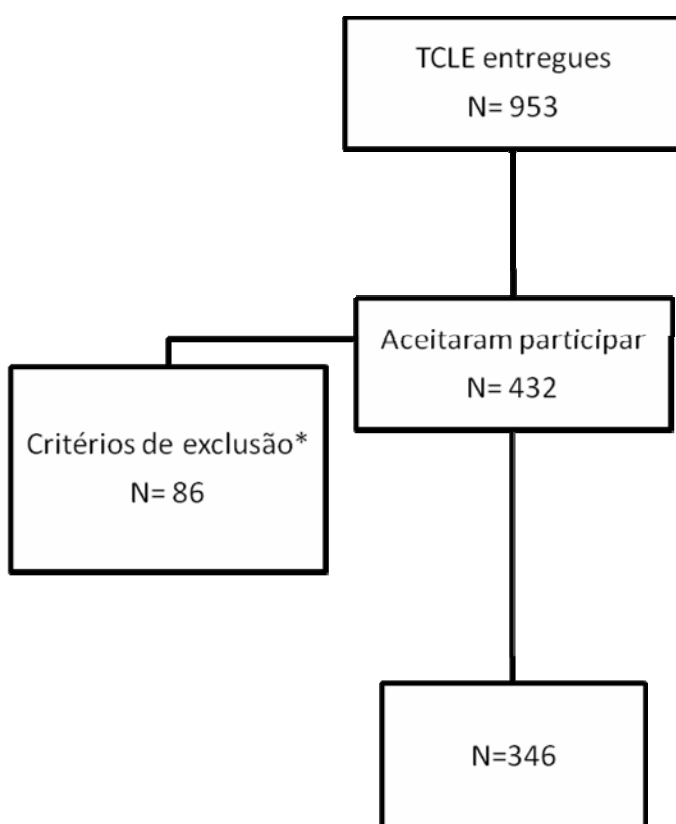 TCLE entregues
N= 953
Aceitaram participar
N= 432
Critérios de exclusão*
N= 86
N=346